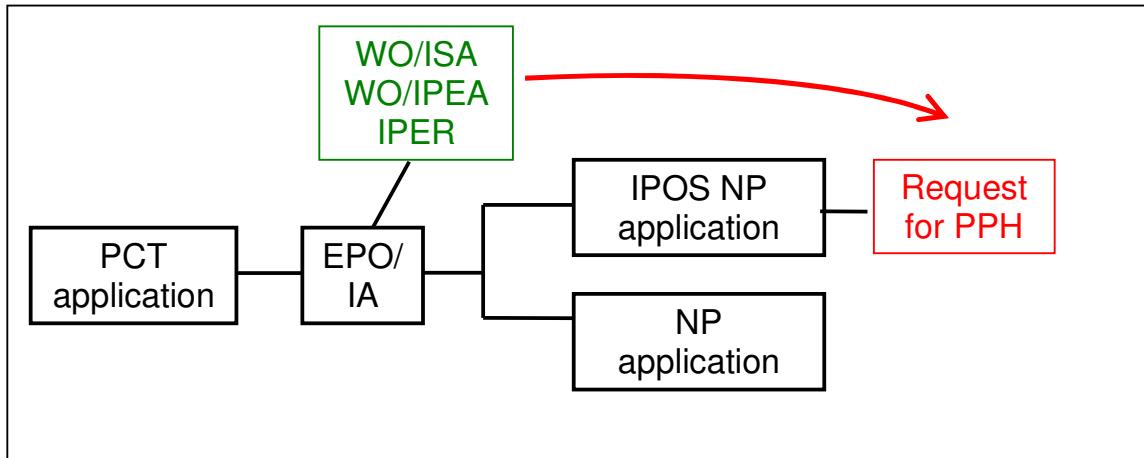 WO/ISA
WO/IPEA
IPER
PCT
application
EPO/
IA
IPOS NP
application
Request
for PPH
NP
application